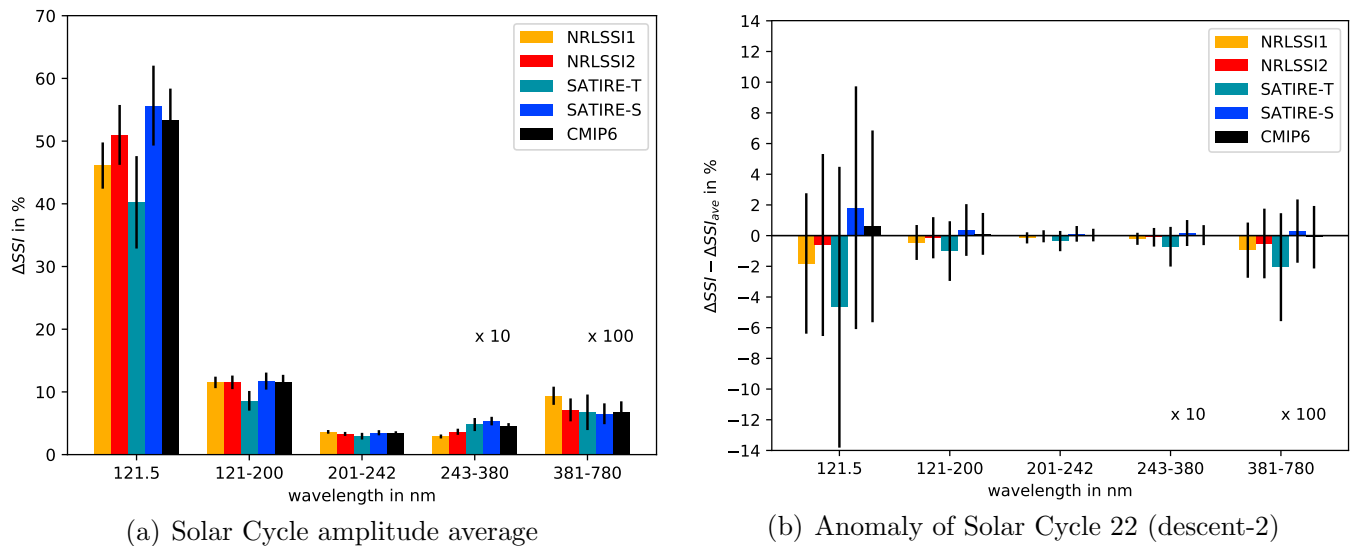 70
60
50
40
30
20
10
0
ΔSSI in %
NRLSSI1
NRLSSI2
SATIRE-T
SATIRE-S
CMIP6
x 10
x 100
121.5
121-200
201-242
243-380
381-780
wavelength in nm
(a) Solar Cycle amplitude average
14
12
10
8
6
4
2
0
−2
−4
−6
−8
−10
−12
−14
ΔSSI − ΔSSIave in %
NRLSSI1
NRLSSI2
SATIRE-T
SATIRE-S
CMIP6
x 10
x 100
121.5
121-200
201-242
243-380
381-780
wavelength in nm
(b) Anomaly of Solar Cycle 22 (descent-2)